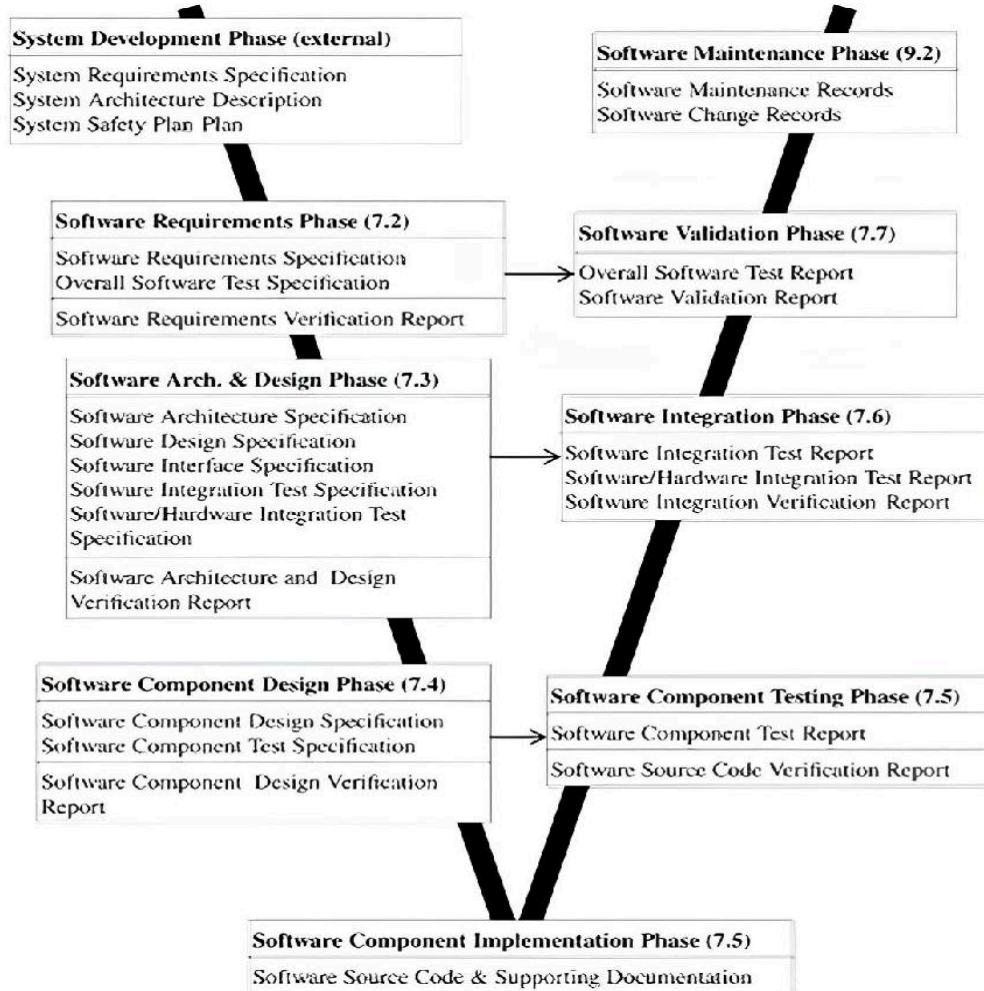 System Development Phase (external)
System Requirements Specification
System Architecture Description
System Safety Plan Plan
Software Maintenance Phase (9.2)
Software Maintenance Records
Software Change Records
Software Requirements Phase (7.2)
Software Requirements Specification
Overall Software Test Specification
Software Requirements Verification Report
Software Validation Phase (7.7)
Overall Software Test Report
Software Validation Report
Software Arch. & Design Phase (7.3)
Software Architecture Specification
Software Design Specification
Software Interface Specification
Software Integration Test Specification
Software/Hardware Integration Test
Specification
Software Architecture and Design
Verification Report
Software Integration Phase (7.6)
Software Integration Test Report
Software/Hardware Integration Test Report
Software Integration Verification Report
Software Component Design Phase (7.4)
Software Component Design Specification
Software Component Test Specification
Software Component Design Verification
Report
Software Component Testing Phase (7.5)
Software Component Test Report
Software Source Code Verification Report
Software Component Implementation Phase (7.5)
Software Source Code & Supporting Documentation